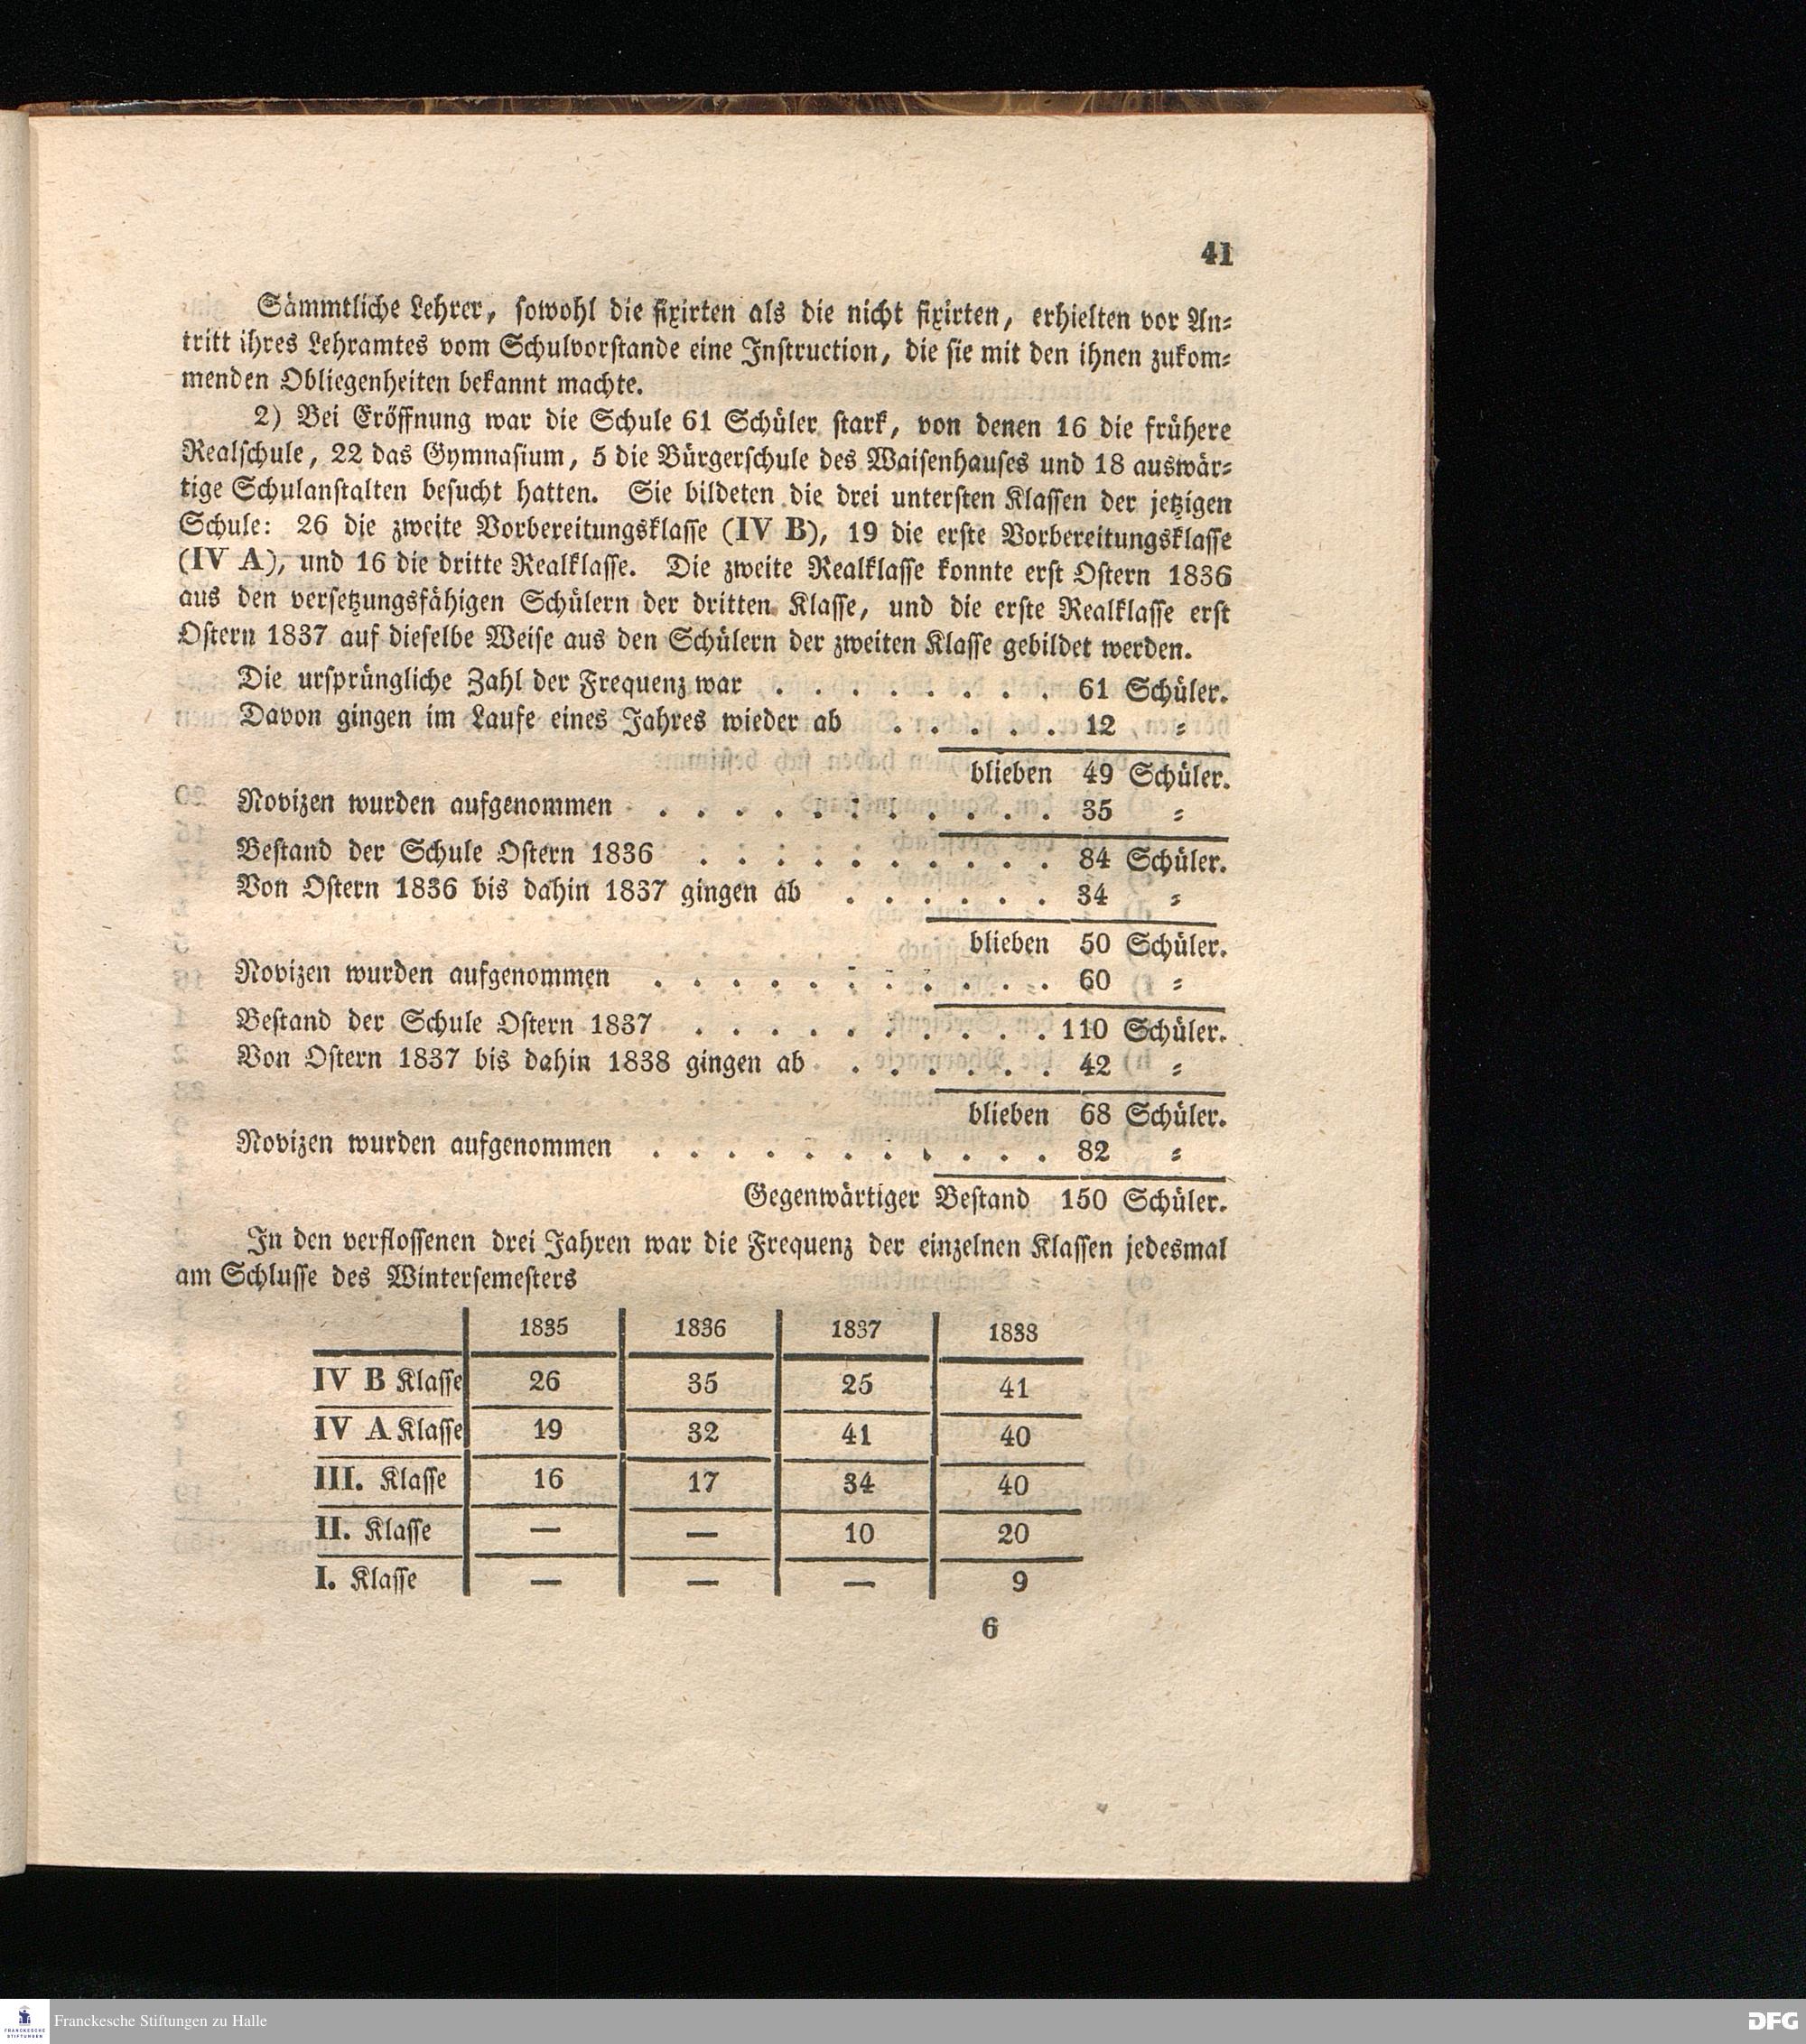 41
Sämmtliche Lehrer, sowohl die fixirten als die nicht fixirten, erhielten vor An=
tritt ihres Lehramtes vom Schulvorstande eine Instruction, die sie mit den ihnen zukom=
menden Obliegenheiten bekannt machte.
2) Bei Eröffnung war die Schule 61 Schüler stark, von denen 16 die frühere
Realschule, 22 das Gymnasium, 5 die Bürgerschule des Waisenhauses und 18 auswär=
tige Schulanstalten besucht hatten. Sie bildeten die drei untersten Klassen der jetzigen
Schule: 26 die zweite Vorbereitungsklasse (IV B), 19 die erste Vorbereitungsklasse
(IV A), und 16 die dritte Realklasse. Die zweite Realklasse konnte erst Ostern 1836
aus den versetzungsfähigen Schülern der dritten Klasse, und die erste Realklasse erst
Ostern 1837 auf dieselbe Weise aus den Schülern der zweiten Klasse gebildet werden.
Die ursprüngliche Zahl der Frequenz war . . . . . . . . 61 Schüler.
Davon gingen im Laufe eines Jahres wieder ab . . . . . 12 =
blieben 49 Schüler.
Novizen wurden aufgenommen . . . . . . . . . . . 35 =
Bestand der Schule Ostern 1836 . . . . . . . . . . 84 Schüler.
Von Ostern 1836 bis dahin 1837 gingen ab . . . . . . 34 =
blieben 50 Schüler.
Novizen wurden aufgenommen . . . . . . . . . . . 60 =
Bestand der Schule Ostern 1837 . . . . . . . . . . 110 Schüler.
Von Ostern 1837 bis dahin 1838 gingen ab . . . . . . 42 =
blieben 68 Schüler.
Novizen wurden aufgenommen . . . . . . . . . . . 82 =
Gegenwärtiger Bestand 150 Schüler.
In den verflossenen drei Jahren war die Frequenz der einzelnen Klassen jedesmal
am Schlusse des Wintersemesters
1835 1836 1837 1838
IV B Klasse 26 35 25 41
IV A Klasse 19 32 41 40
III. Klasse 16 17 34 40
II. Klasse — — 10 20
I. Klasse — — — 9
6
FRANCKESCHE STIFTUNGEN
Franckesche Stiftungen zu Halle
DFG